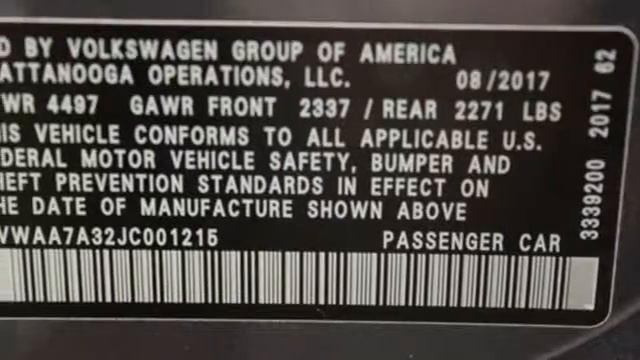 D BY VOLKSWAGEN GROUP OF AMERICA
ATTANOOGA OPERATIONS, LLC. 08/2017
WR 4497 GAWR FRONT 2337 / REAR 2271 LBS
IS VEHICLE CONFORMS TO ALL APPLICABLE U.S.
DERAL MOTOR VEHICLE SAFETY, BUMPER AND
EFT PREVENTION STANDARDS IN EFFECT ON
HE DATE OF MANUFACTURE SHOWN ABOVE
VWAA7A32JC001215 PASSENGER CAR
3339200 2017 62